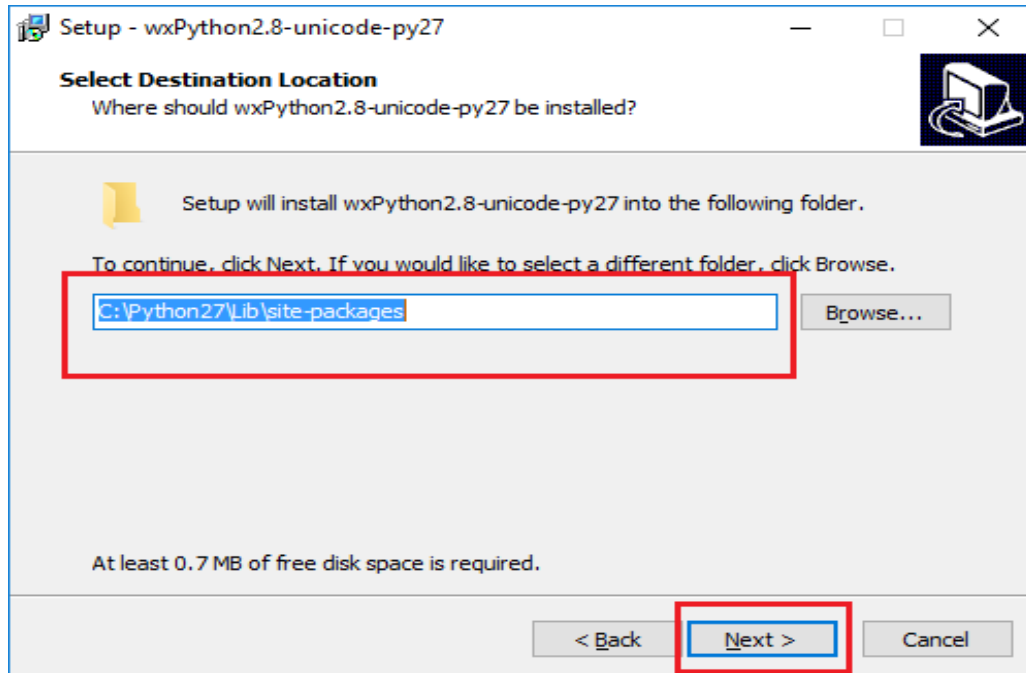 Setup - wxPython2.8-unicode-py27
Select Destination Location
Where should wxPython2.8-unicode-py27 be installed?
Setup will install wxPython2.8-unicode-py27 into the following folder.
To continue, click Next. If you would like to select a different folder, click Browse.
C:\Python27\Lib\site-packages
Browse...
At least 0.7 MB of free disk space is required.
< Back
Next >
Cancel